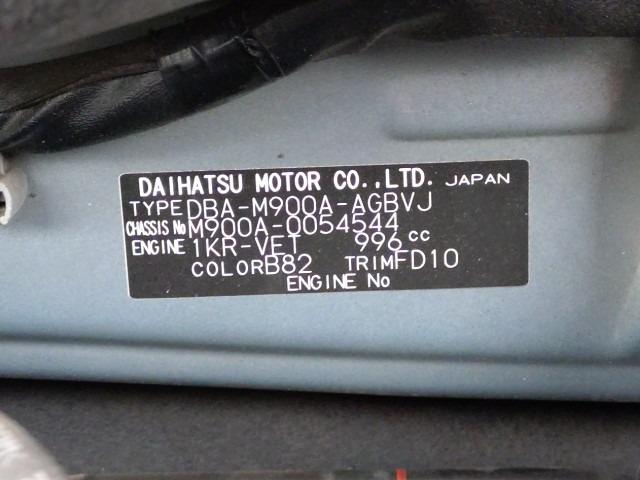 DAIHATSU MOTOR CO.,LTD. JAPAN
TYPE DBA-M900A-AGBVJ
CHASSIS No M900A-0054544
ENGINE 1KR-VET 996 cc
COLOR B82 TRIM FD10
ENGINE No